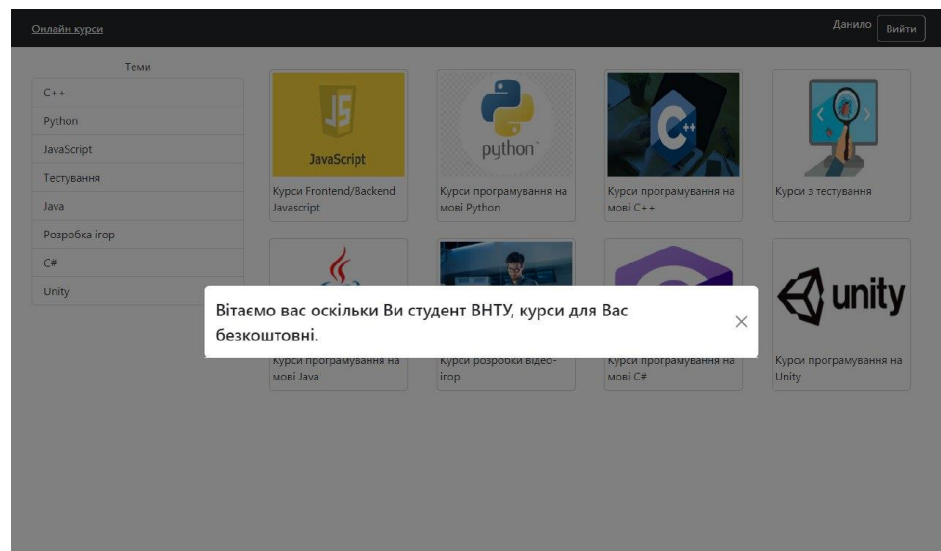 Онлайн курси
Данило
Вийти
Теми
C++
Python
JavaScript
Тестування
Java
Розробка ігор
C#
Unity
JS
JavaScript
Курси Frontend/Backend
Javascript
python
Курси програмування на
мові Python
C++
Курси програмування на
мові C++
Курси з тестування
Вітаємо вас оскільки Ви студент ВНТУ, курси для Вас
безкоштовні.
Курси програмування на
мові Java
Курси розробки відео-
ігор
Курси програмування на
мові C#
unity
Курси програмування на
Unity